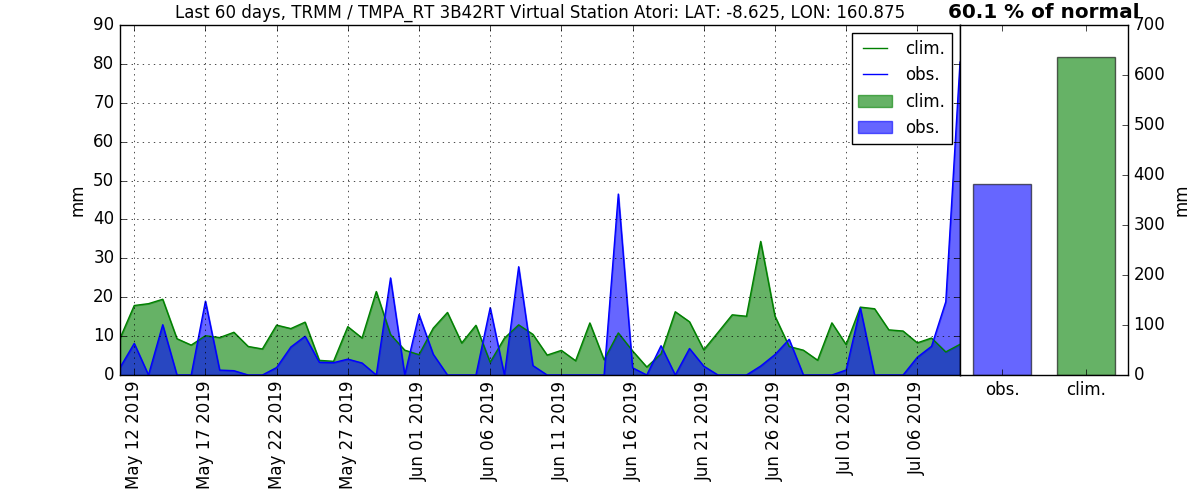 Last 60 days, TRMM / TMPA_RT 3B42RT Virtual Station Atori: LAT: -8.625, LON: 160.875
60.1 % of normal
90
80
70
60
50
40
30
20
10
0
mm
clim.
obs.
clim.
obs.
May 12 2019
May 17 2019
May 22 2019
May 27 2019
Jun 01 2019
Jun 06 2019
Jun 11 2019
Jun 16 2019
Jun 21 2019
Jun 26 2019
Jul 01 2019
Jul 06 2019
700
600
500
400
300
200
100
0
mm
obs.
clim.